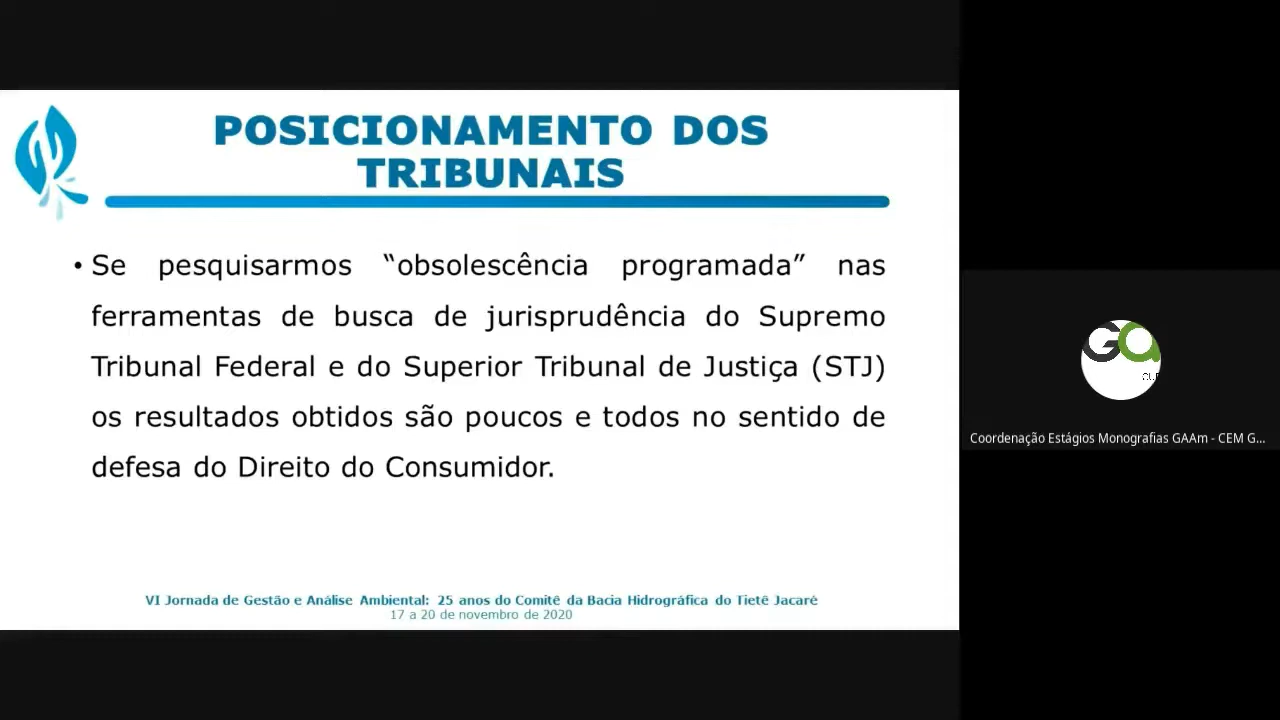 POSICIONAMENTO DOS
TRIBUNAIS
• Se pesquisarmos “obsolescência programada” nas
ferramentas de busca de jurisprudência do Supremo
Tribunal Federal e do Superior Tribunal de Justiça (STJ)
os resultados obtidos são poucos e todos no sentido de
defesa do Direito do Consumidor.
VI Jornada de Gestão e Análise Ambiental: 25 anos do Comitê da Bacia Hidrográfica do Tietê Jacaré
17 a 20 de novembro de 2020
Coordenação Estágios Monografias GAAm - CEM G...